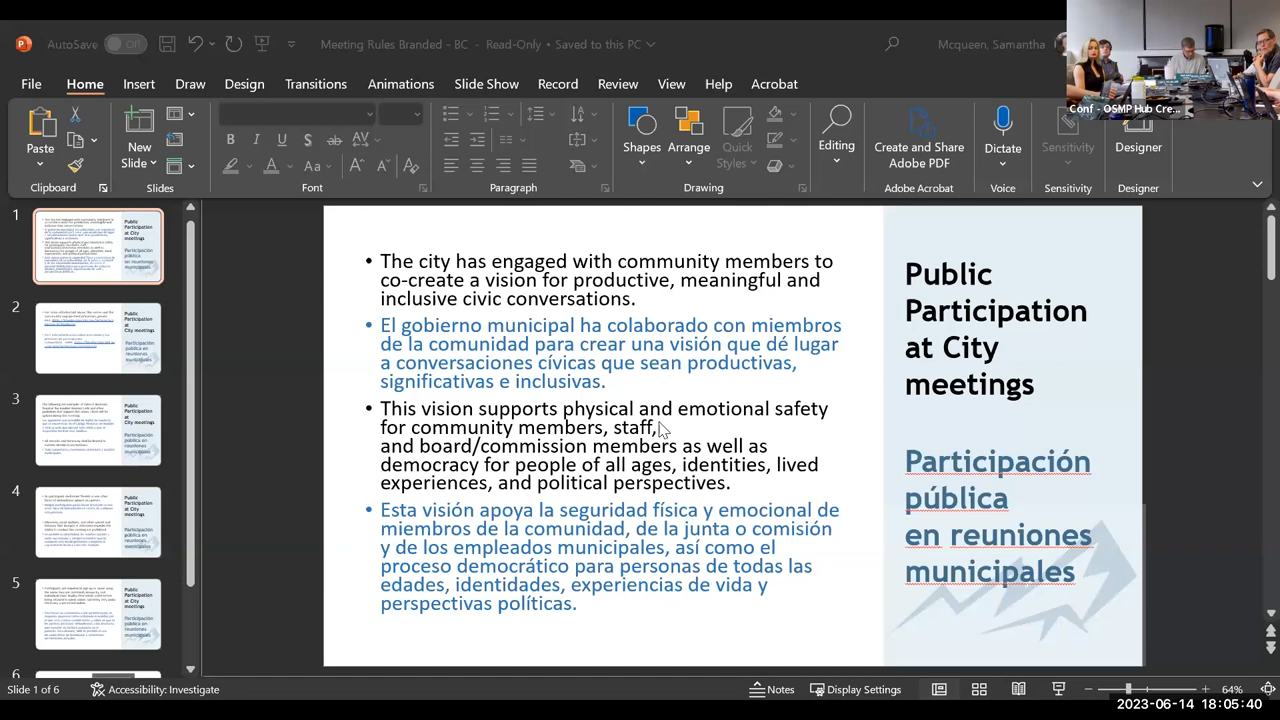 AutoSave Off
Meeting Rules Branded - BC - Read-Only • Saved to this PC
Mcqueen, Samantha
Conf - OSMP Hub Cre...
File Home Insert Draw Design Transitions Animations Slide Show Record Review View Help Acrobat
Paste
New
Slide
B I U S ab AV
Aa A A A
Shapes Arrange Quick
Styles
Editing
Create and Share
Adobe PDF
Dictate
Sensitivity
Designer
Clipboard Slides Font Paragraph Drawing Adobe Acrobat Voice Sensitivity Designer
1
2
3
4
5
6
• The city has engaged with community members to
co-create a vision for productive, meaningful and
inclusive civic conversations.
• El gobierno municipal ha colaborado con miembros
de la comunidad para crear una visión que dé lugar
a conversaciones cívicas que sean productivas,
significativas e inclusivas.
• This vision supports physical and emotional safety
for community members, staff,
and board/commission members as well as
democracy for people of all ages, identities, lived
experiences, and political perspectives.
• Esta visión apoya la seguridad física y emocional de
miembros de la comunidad, de la junta o comisión
y de los empleados municipales, así como el
proceso democrático para personas de todas las
edades, identidades, experiencias de vida y
perspectivas políticas.
Public
Participation
at City
meetings
Participación
pública
en reuniones
municipales
Slide 1 of 6
Accessibility: Investigate
Notes
Display Settings
64%
2023-06-14 18:05:40